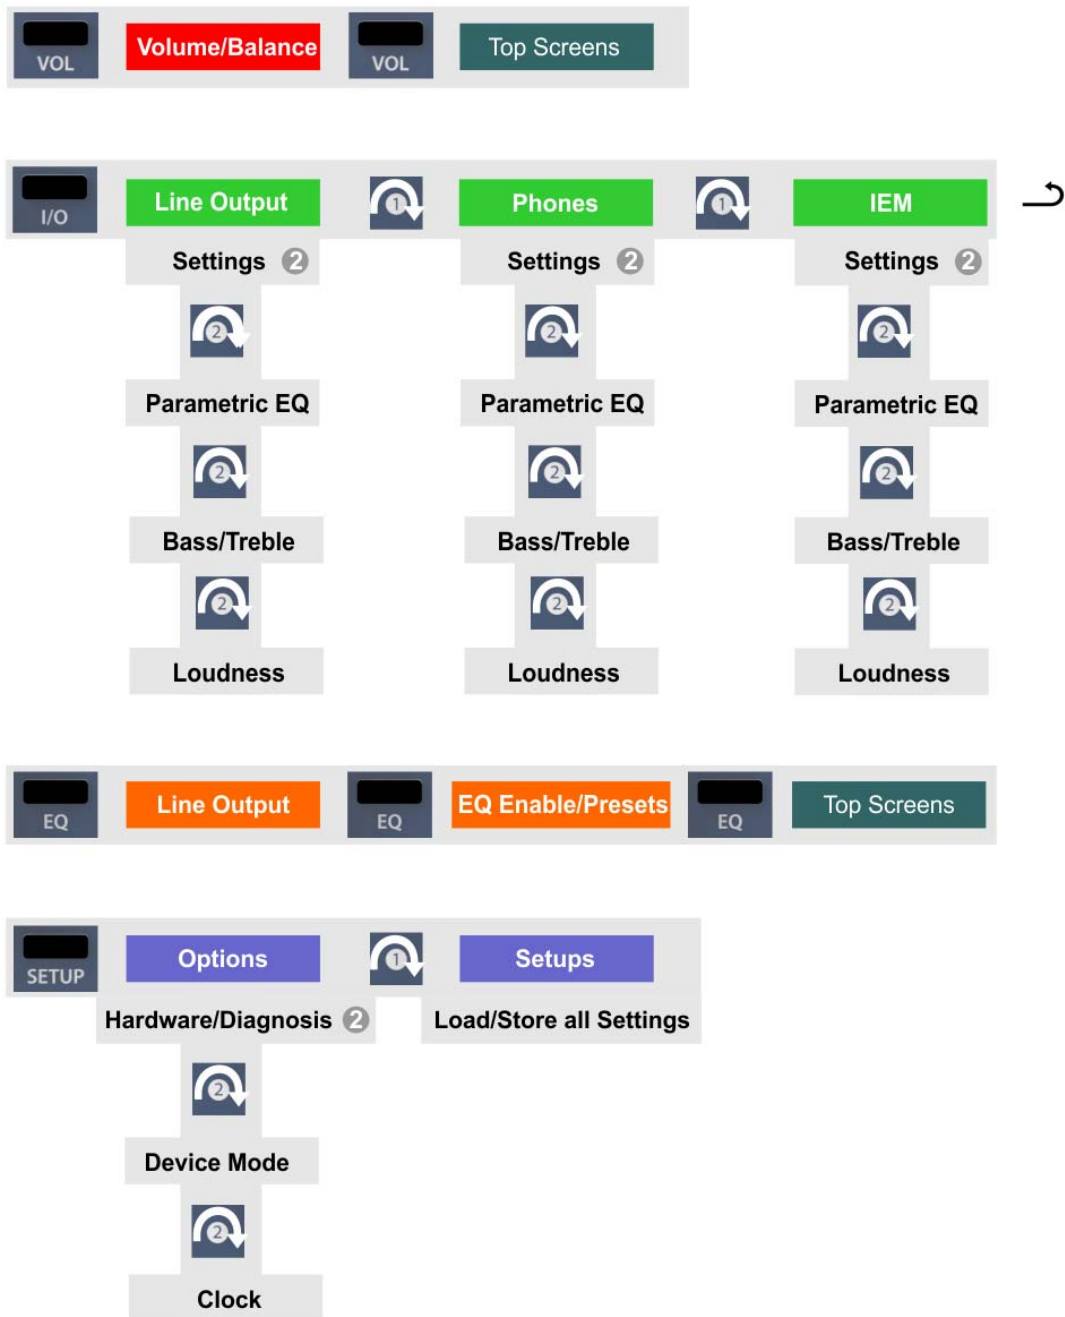 VOL Volume/Balance VOL Top Screens
I/O Line Output 1 Phones 1 IEM
Settings 2 Settings 2 Settings 2
2 2 2
Parametric EQ Parametric EQ Parametric EQ
2 2 2
Bass/Treble Bass/Treble Bass/Treble
2 2 2
Loudness Loudness Loudness
EQ Line Output EQ EQ Enable/Presets EQ Top Screens
SETUP Options 1 Setups
Hardware/Diagnosis 2 Load/Store all Settings
2
Device Mode
2
Clock